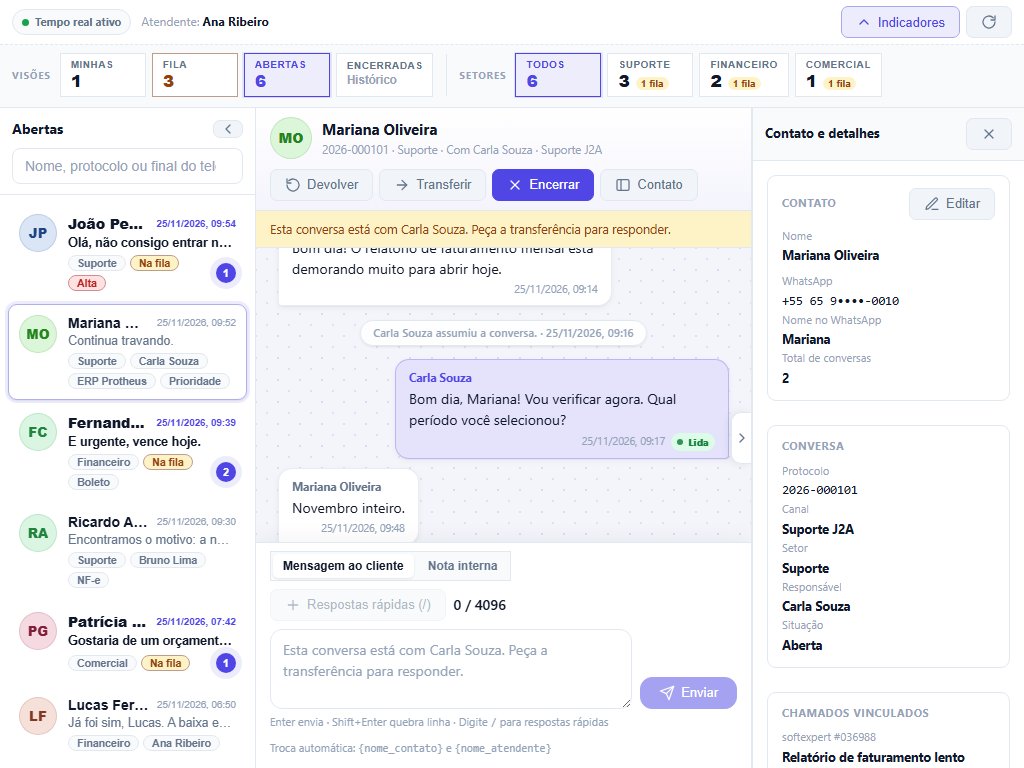 Tempo real ativo
Atendente: Ana Ribeiro
Indicadores
VISÕES
MINHAS
1
FILA
3
ABERTAS
6
ENCERRADAS
Histórico
SETORES
TODOS
6
SUPORTE
3 1 fila
FINANCEIRO
2 1 fila
COMERCIAL
1 1 fila
Abertas
Nome, protocolo ou final do tel
JP
João Pe... 25/11/2026, 09:54
Olá, não consigo entrar n...
Suporte Na fila
Alta
1
MO
Mariana ... 25/11/2026, 09:52
Continua travando.
Suporte Carla Souza
ERP Protheus Prioridade
FC
Fernand... 25/11/2026, 09:39
É urgente, vence hoje.
Financeiro Na fila
Boleto
2
RA
Ricardo A... 25/11/2026, 09:30
Encontramos o motivo: a n...
Suporte Bruno Lima
NF-e
PG
Patrícia ... 25/11/2026, 07:42
Gostaria de um orçament...
Comercial Na fila
1
LF
Lucas Fer... 25/11/2026, 06:50
Já foi sim, Lucas. A baixa e...
Financeiro Ana Ribeiro
MO
Mariana Oliveira
2026-000101 · Suporte · Com Carla Souza · Suporte J2A
Devolver
Transferir
Encerrar
Contato
Esta conversa está com Carla Souza. Peça a transferência para responder.
Bom dia! O relatório de faturamento mensal está
demorando muito para abrir hoje.
25/11/2026, 09:14
Carla Souza assumiu a conversa. · 25/11/2026, 09:16
Carla Souza
Bom dia, Mariana! Vou verificar agora. Qual
período você selecionou?
25/11/2026, 09:17 Lida
Mariana Oliveira
Novembro inteiro.
25/11/2026, 09:48
Mensagem ao cliente
Nota interna
Respostas rápidas (/)
0 / 4096
Esta conversa está com Carla Souza. Peça a
transferência para responder.
Enviar
Enter envia · Shift+Enter quebra linha · Digite / para respostas rápidas
Troca automática: {nome_contato} e {nome_atendente}
Contato e detalhes
CONTATO
Editar
Nome
Mariana Oliveira
WhatsApp
+55 65 9••••-0010
Nome no WhatsApp
Mariana
Total de conversas
2
CONVERSA
Protocolo
2026-000101
Canal
Suporte J2A
Setor
Suporte
Responsável
Carla Souza
Situação
Aberta
CHAMADOS VINCULADOS
softexpert #036988
Relatório de faturamento lento